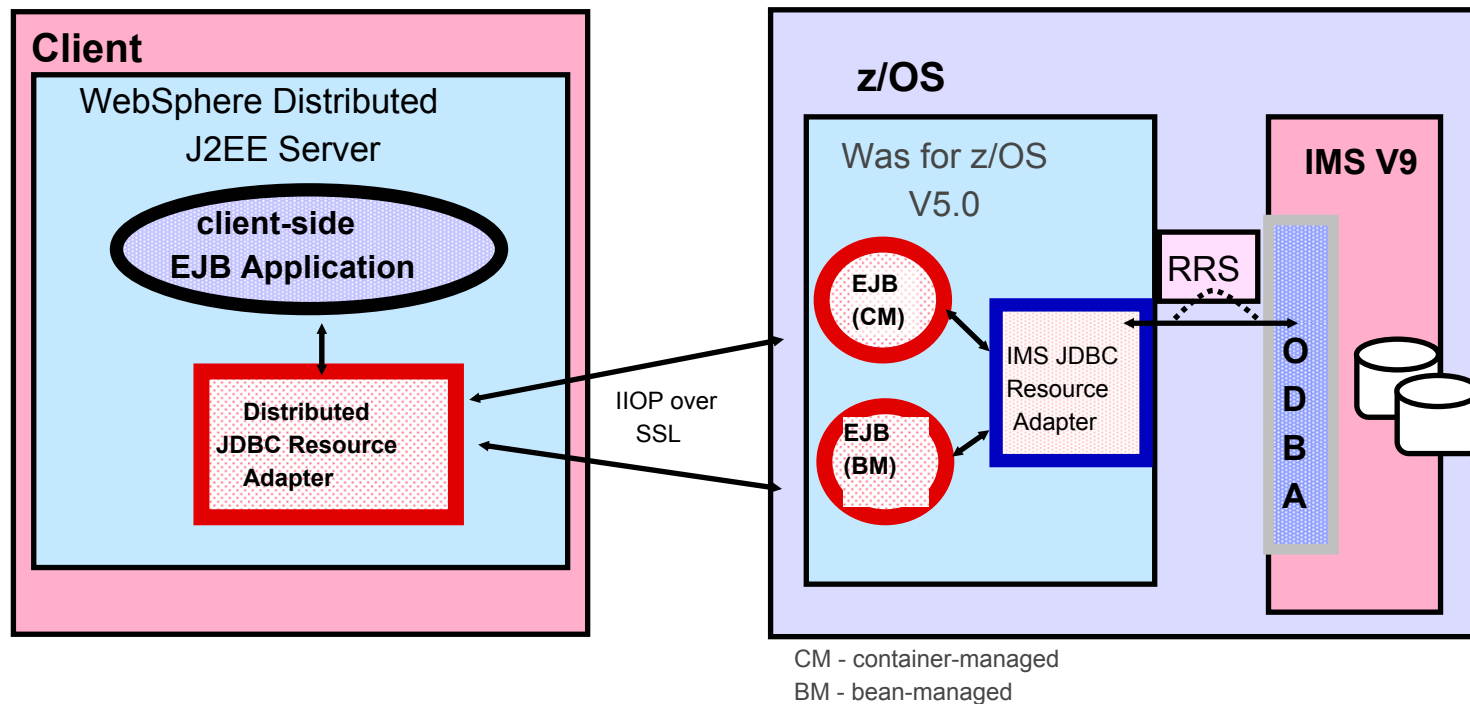 Client
WebSphere Distributed
J2EE Server
client-side
EJB Application
Distributed
JDBC Resource
Adapter
IIOP over
SSL
z/OS
Was for z/OS
V5.0
EJB
(CM)
EJB
(BM)
IMS JDBC
Resource
Adapter
RRS
IMS V9
O
D
B
A
CM - container-managed
BM - bean-managed